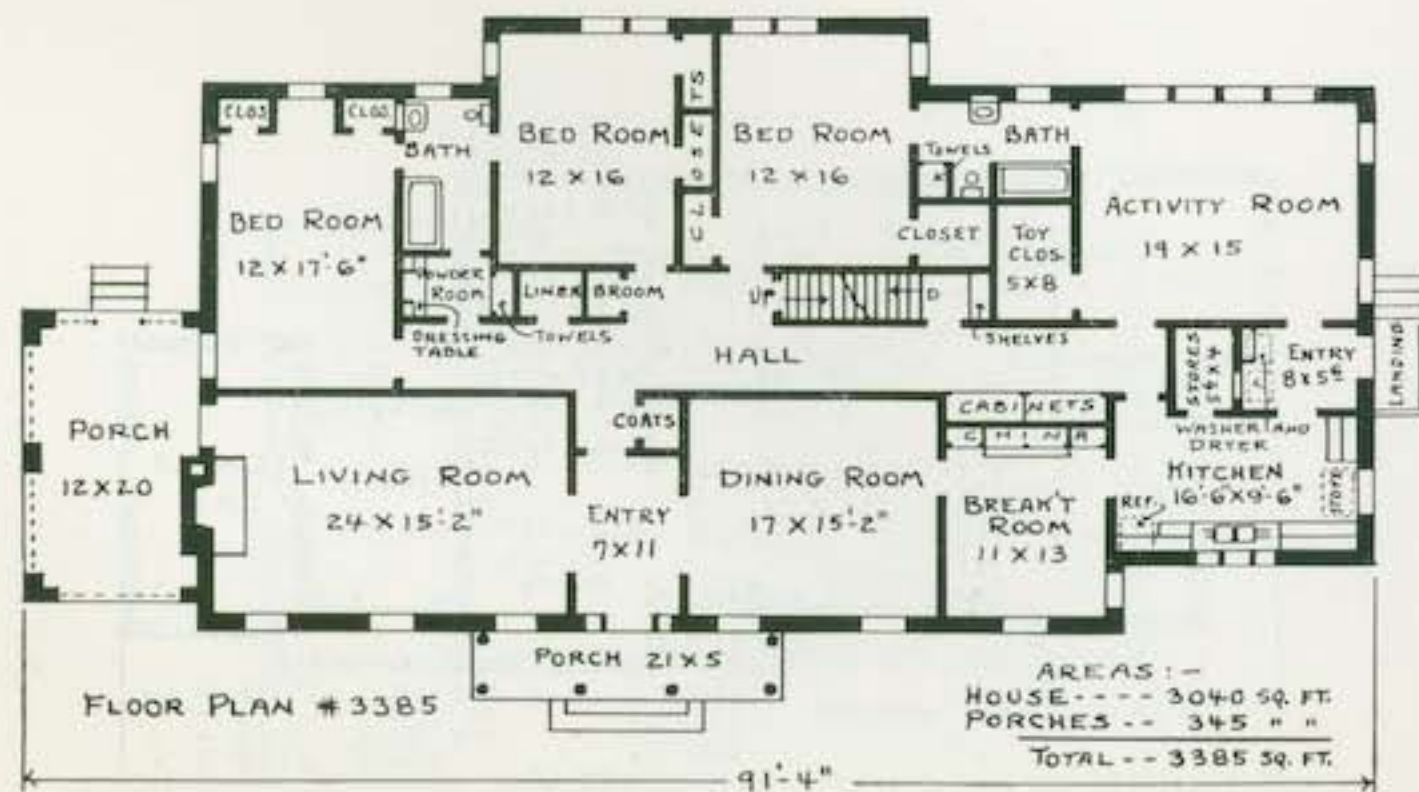 CLOS.
CLOS.
BATH
BED ROOM
12 X 16
CLOSETS
BED ROOM
12 X 16
TOWELS
BATH
BED ROOM
12 X 17'-6"
ACTIVITY ROOM
19 X 15
CLOSET
TOY
CLOS.
5X8
POWDER
ROOM
LINEN
BROOM
UP
D
DRESSING
TABLE
TOWELS
HALL
SHELVES
STORES
ENTRY
LANDING
PORCH
12X20
COATS
CABINETS
CHINA
WASHER AND
DRYER
LIVING ROOM
24 X 15'-2"
ENTRY
7X11
DINING ROOM
17 X 15'-2"
BREAK'T
ROOM
11 X 13
KITCHEN
16'-6"X9'-6"
REF.
STOVE
PORCH 21X5
FLOOR PLAN #3385
AREAS:-
HOUSE---- 3040 SQ. FT.
PORCHES-- 345 " "
TOTAL-- 3385 SQ. FT.
91'-4"